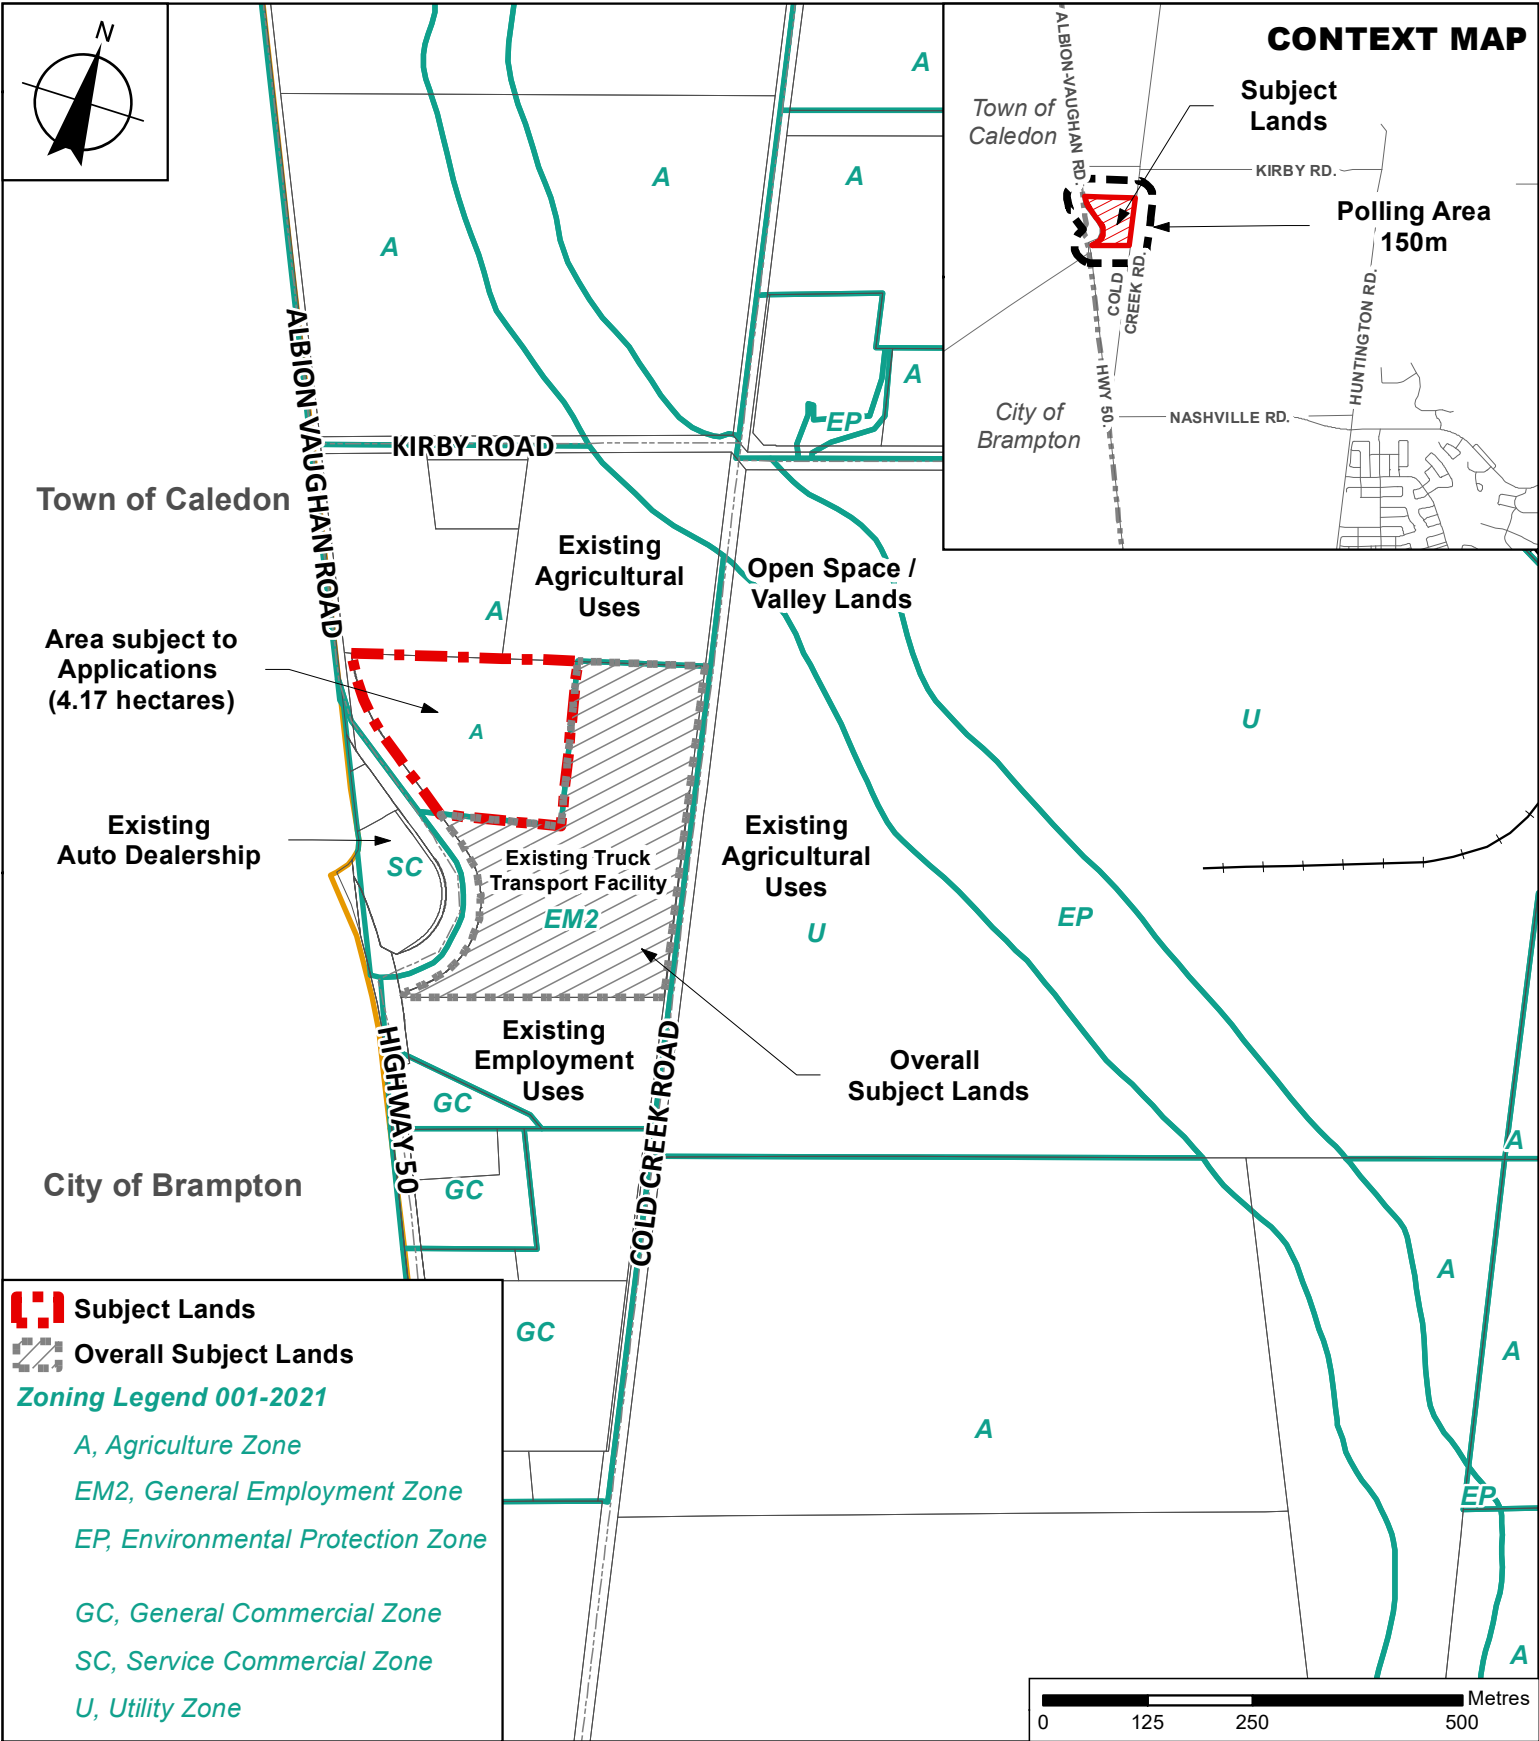 N
CONTEXT MAP
ALBION-VAUGHAN RD.
Town of
Caledon
Subject
Lands
KIRBY RD.
Polling Area
150m
COLD
CREEK RD.
HUNTINGTON RD.
HWY 50.
City of
Brampton
NASHVILLE RD.
A
A
A
A
A
EP
ALBION-VAUGHAN ROAD
KIRBY ROAD
Town of Caledon
Existing
Agricultural
Uses
Open Space /
Valley Lands
A
Area subject to
Applications
(4.17 hectares)
A
U
Existing
Auto Dealership
SC
Existing Truck
Transport Facility
EM2
Existing
Agricultural
Uses
U
EP
Existing
Employment
Uses
Overall
Subject Lands
HIGHWAY 50
COLD CREEK ROAD
GC
A
City of Brampton
GC
A
GC
A
A
EP
A
Subject Lands
Overall Subject Lands
Zoning Legend 001-2021
A, Agriculture Zone
EM2, General Employment Zone
EP, Environmental Protection Zone
GC, General Commercial Zone
SC, Service Commercial Zone
U, Utility Zone
Metres
0 125 250 500